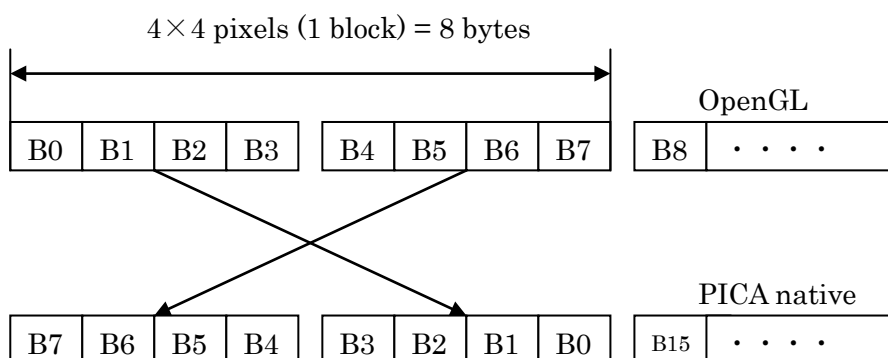 4×4 pixels (1 block) = 8 bytes
OpenGL
B0 B1 B2 B3 B4 B5 B6 B7 B8 ・・・・
PICA native
B7 B6 B5 B4 B3 B2 B1 B0 B15 ・・・・